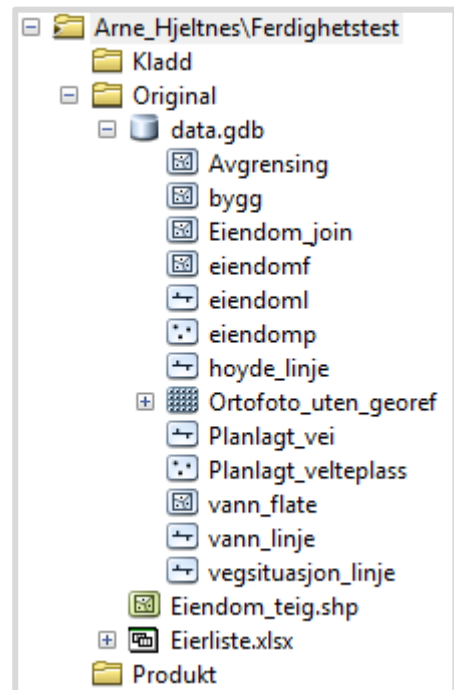 Arne_Hjeltnes\Ferdighetstest
Kladd
Original
data.gdb
Avgrensing
bygg
Eiendom_join
eiendomf
eiendoml
eiendomp
hoyde_linje
Ortofoto_uten_georef
Planlagt_vei
Planlagt_velteplass
vann_flate
vann_linje
vegsituasjon_linje
Eiendom_teig.shp
Eierliste.xlsx
Produkt